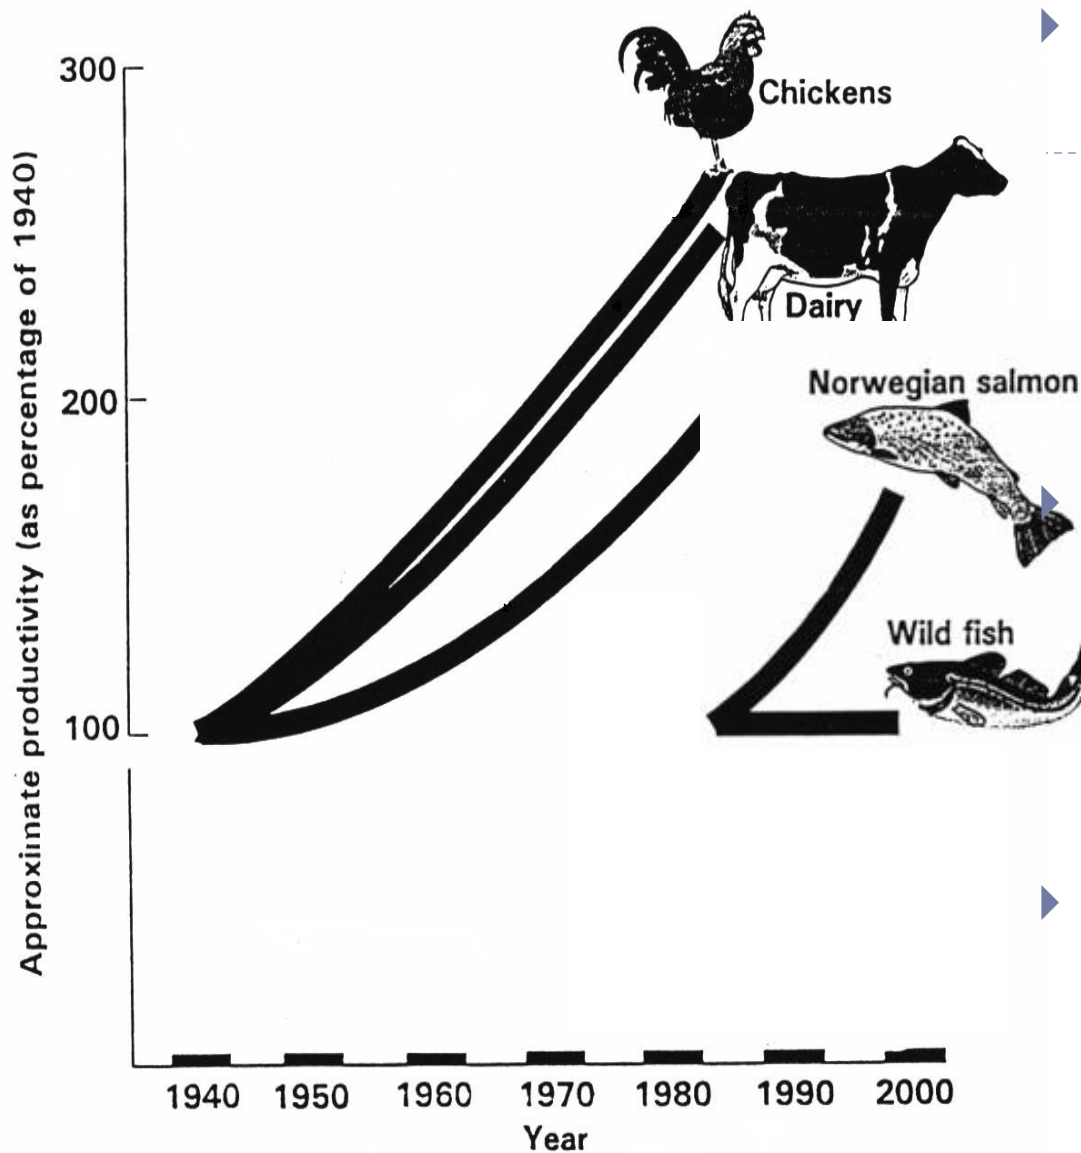 300
Chickens
Approximate productivity (as percentage of 1940)
Dairy
Norwegian salmon
200
Wild fish
100
1940 1950 1960 1970 1980 1990 2000
Year